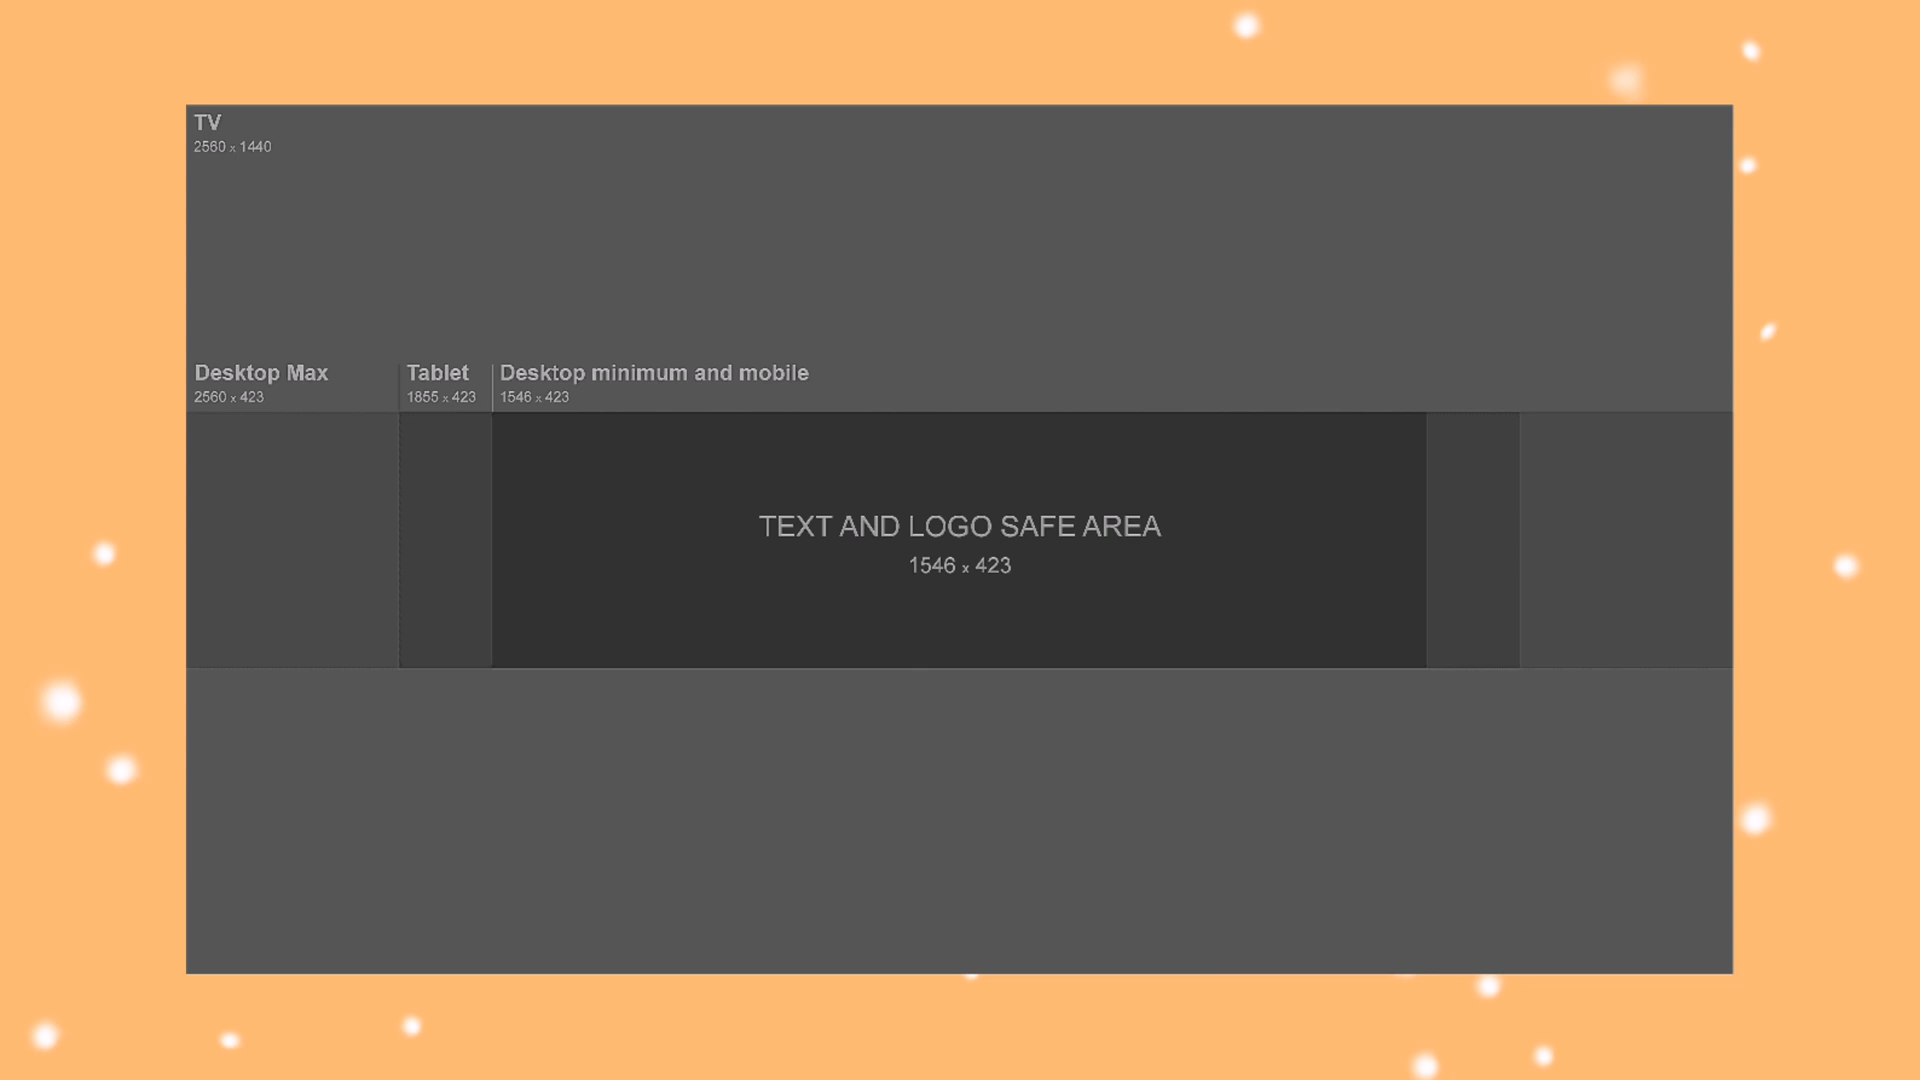 TV
2560 x 1440
Desktop Max
2560 x 423
Tablet
1855 x 423
Desktop minimum and mobile
1546 x 423
TEXT AND LOGO SAFE AREA
1546 x 423